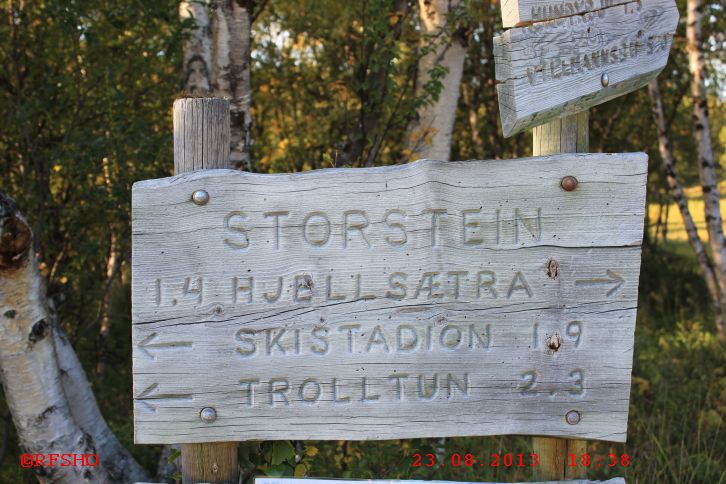 STORSTEIN
1.4 HJELLSÆTRA →
← SKISTADION 1.9
← TROLLTUN 2.3
©RFSHO 23.08.2013 18:38